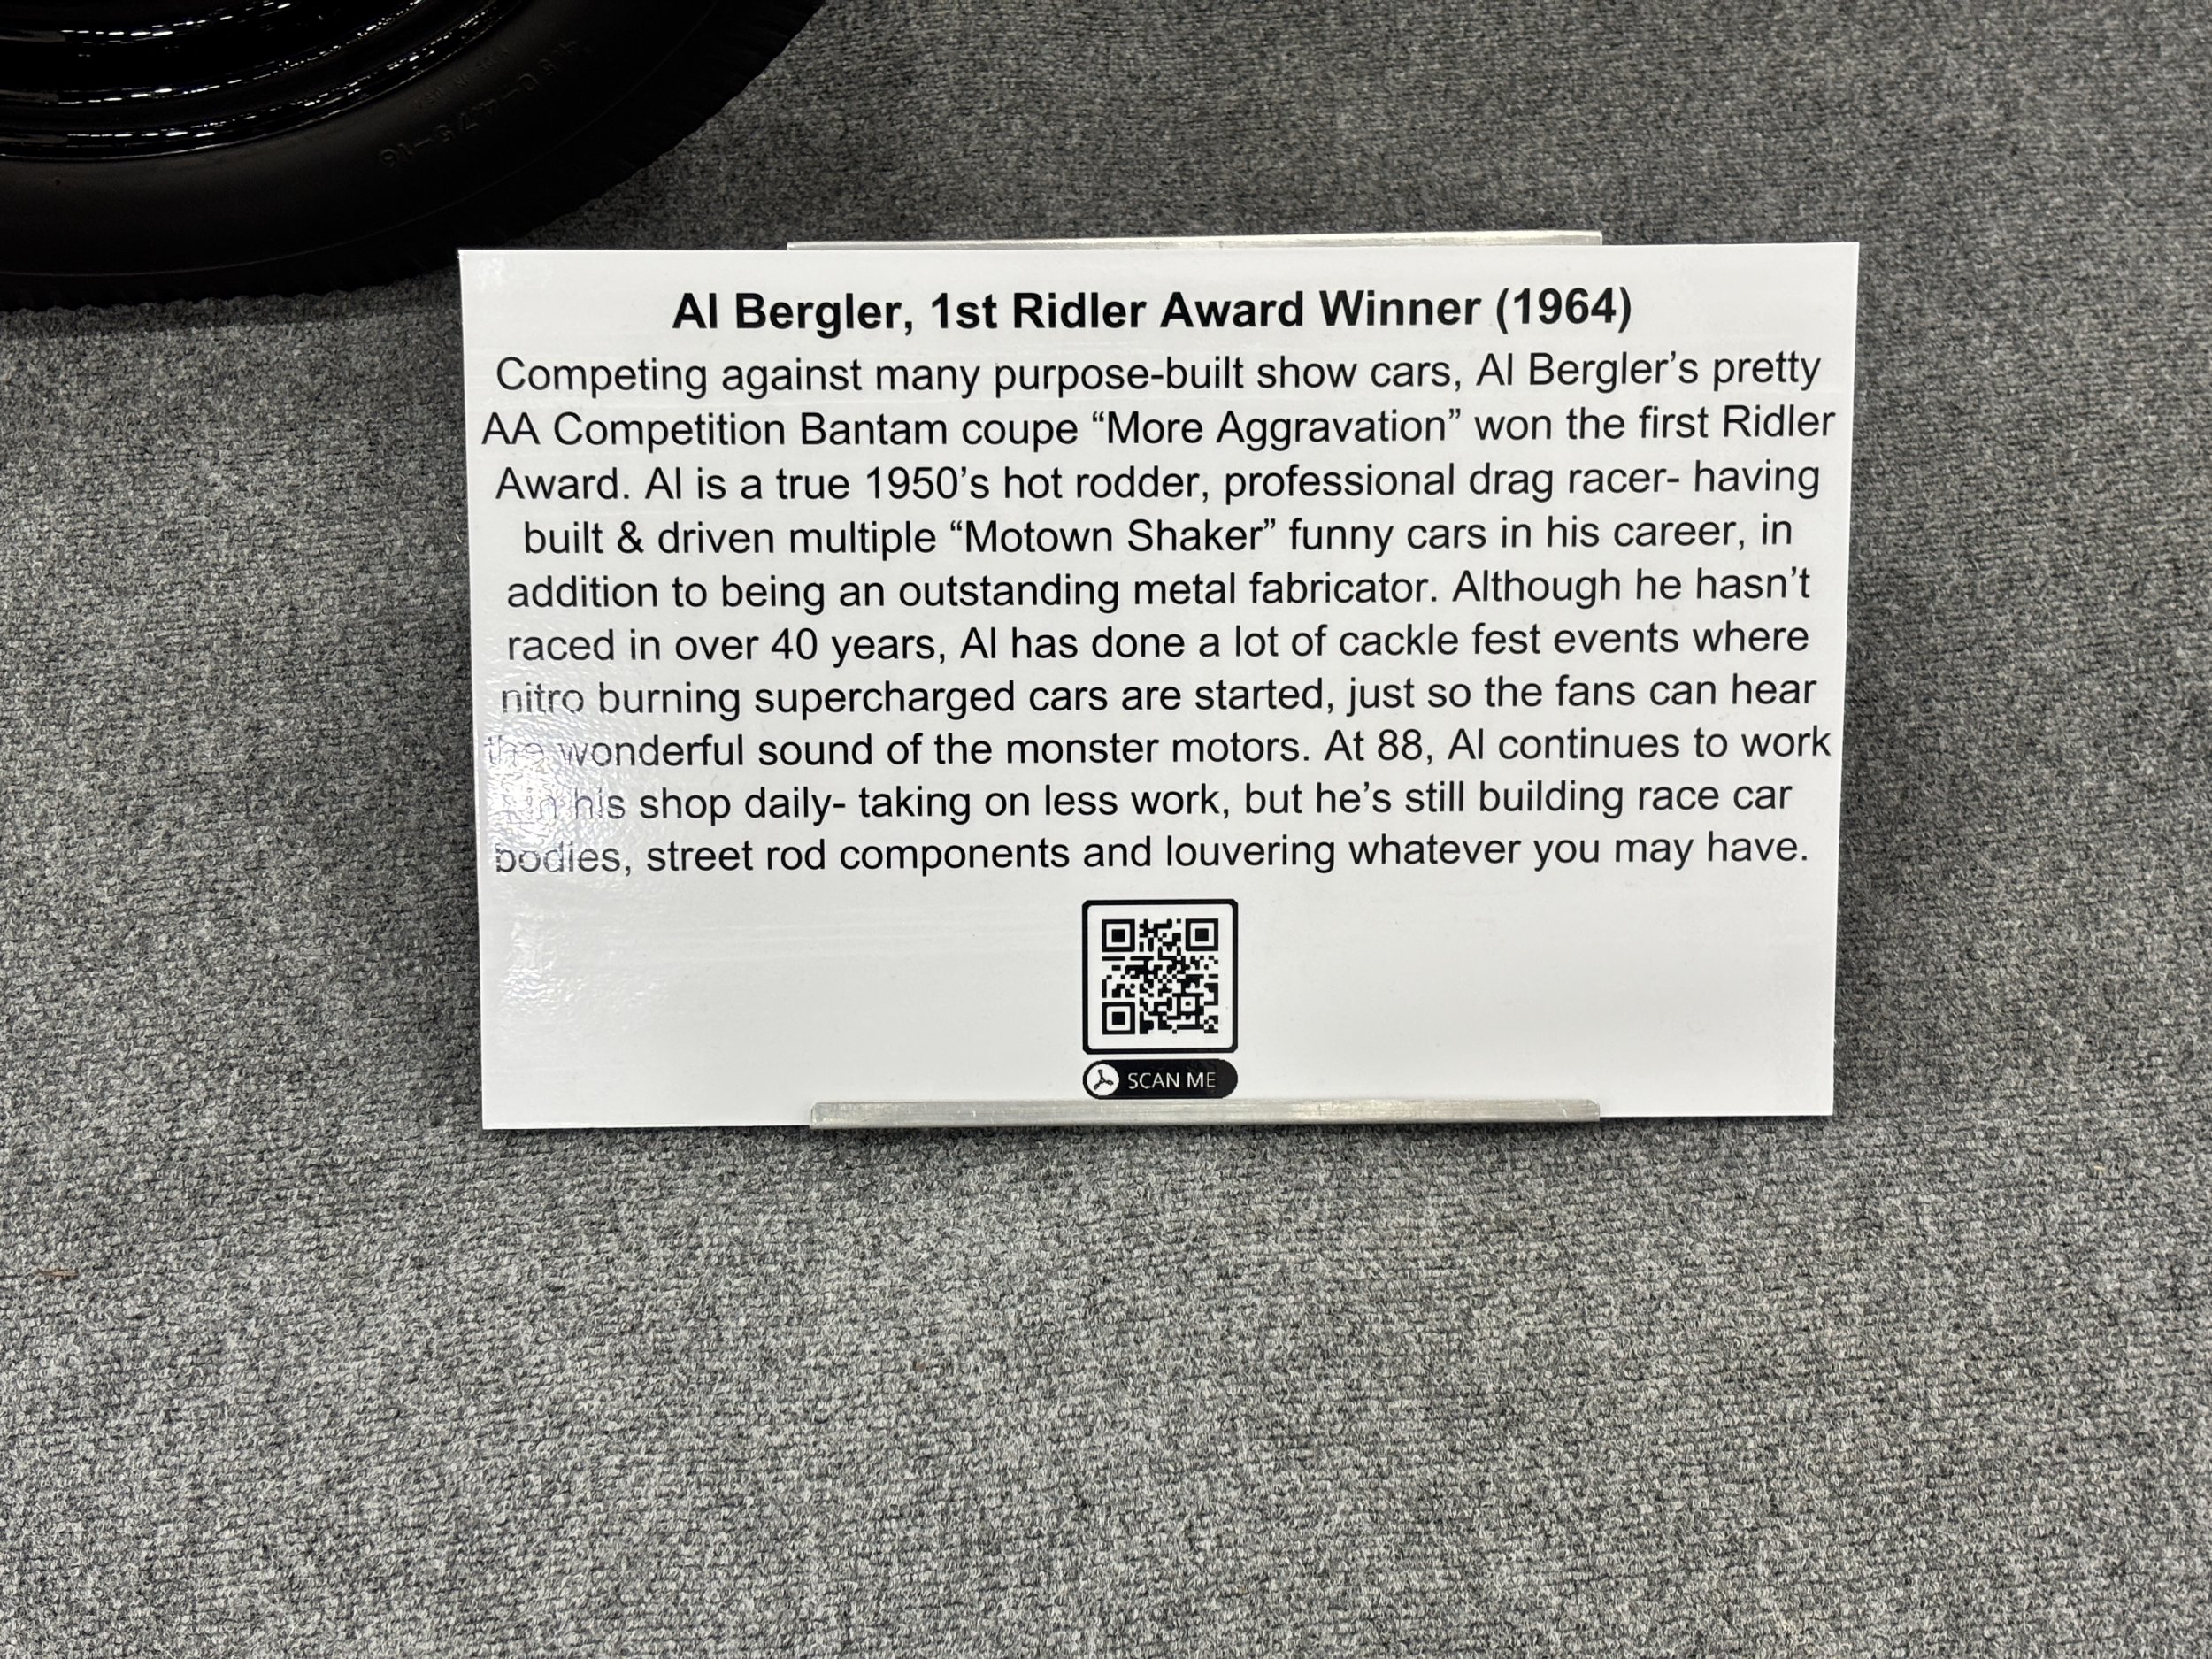 4.50-4.75-16
Al Bergler, 1st Ridler Award Winner (1964)
Competing against many purpose-built show cars, Al Bergler’s pretty
AA Competition Bantam coupe “More Aggravation” won the first Ridler
Award. Al is a true 1950’s hot rodder, professional drag racer- having
built & driven multiple “Motown Shaker” funny cars in his career, in
addition to being an outstanding metal fabricator. Although he hasn’t
raced in over 40 years, Al has done a lot of cackle fest events where
nitro burning supercharged cars are started, just so the fans can hear
the wonderful sound of the monster motors. At 88, Al continues to work
in his shop daily- taking on less work, but he’s still building race car
bodies, street rod components and louvering whatever you may have.
SCAN ME